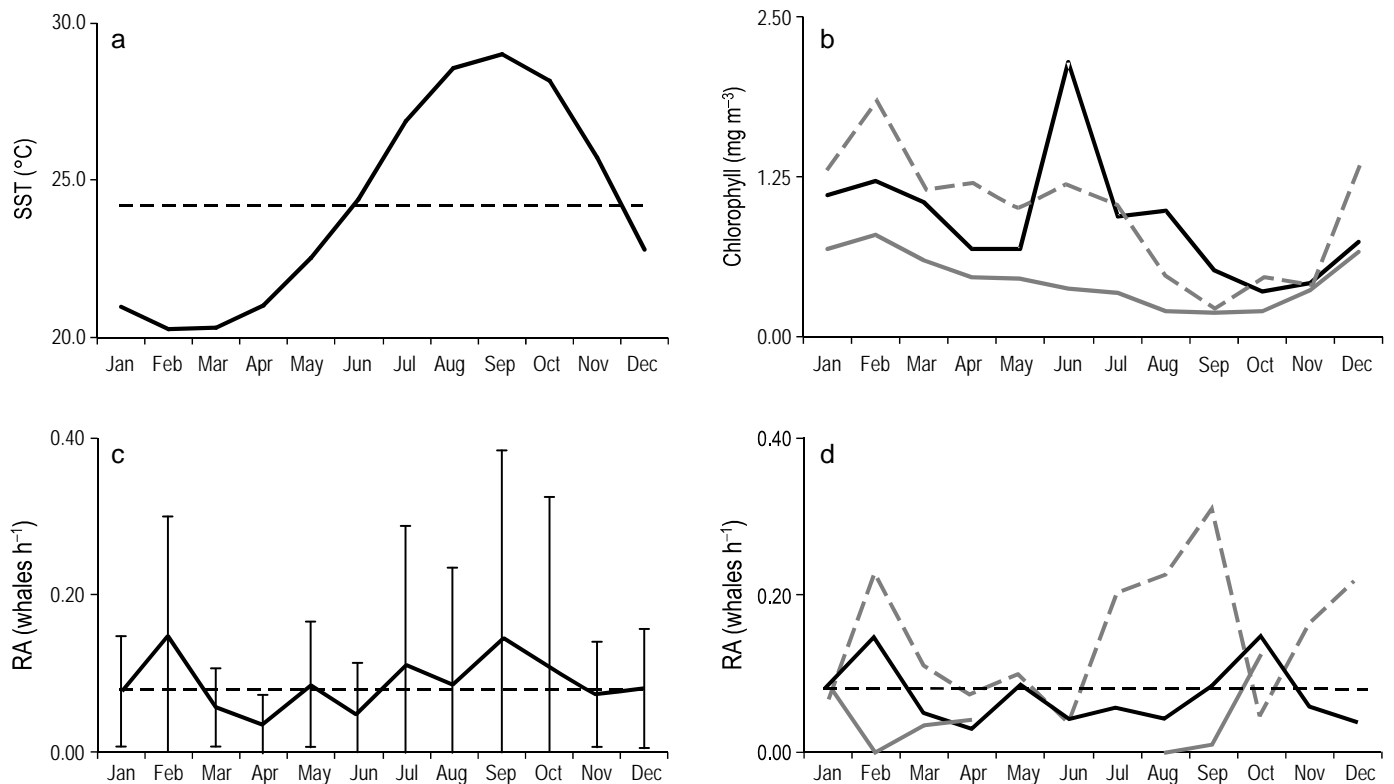 a
30.0
25.0
20.0
SST (°C)
Jan Feb Mar Apr May Jun Jul Aug Sep Oct Nov Dec
b
2.50
1.25
0.00
Chlorophyll (mg m⁻³)
Jan Feb Mar Apr May Jun Jul Aug Sep Oct Nov Dec
c
0.40
0.20
0.00
RA (whales h⁻¹)
Jan Feb Mar Apr May Jun Jul Aug Sep Oct Nov Dec
d
0.40
0.20
0.00
RA (whales h⁻¹)
Jan Feb Mar Apr May Jun Jul Aug Sep Oct Nov Dec